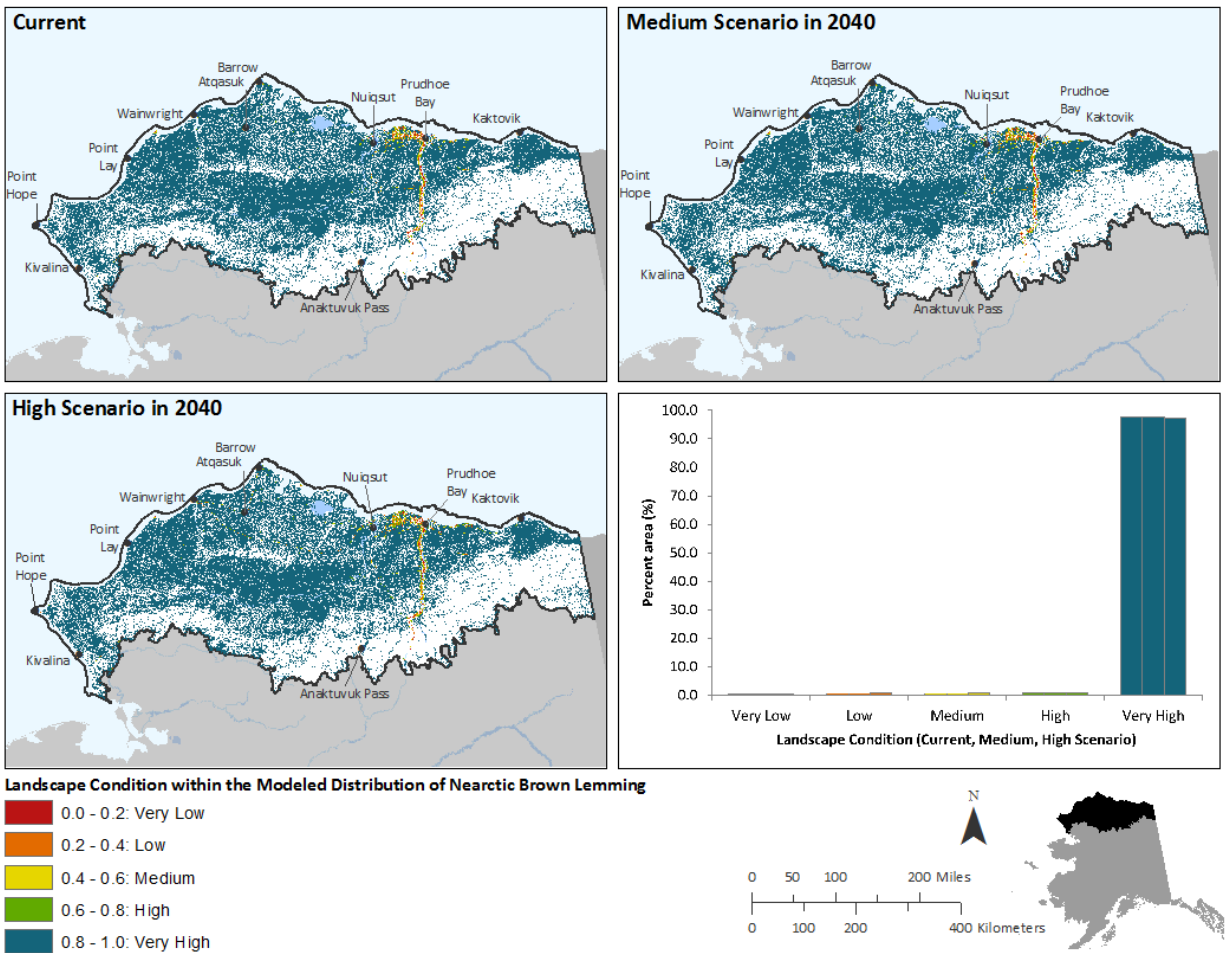 Current
Barrow
Atqasuk
Wainwright
Nuiqsut
Prudhoe
Bay
Kaktovik
Point
Lay
Point
Hope
Kivalina
Anaktuvuk Pass
Medium Scenario in 2040
Barrow
Atqasuk
Wainwright
Nuiqsut
Prudhoe
Bay
Kaktovik
Point
Lay
Point
Hope
Kivalina
Anaktuvuk Pass
High Scenario in 2040
Barrow
Atqasuk
Wainwright
Nuiqsut
Prudhoe
Bay
Kaktovik
Point
Lay
Point
Hope
Kivalina
Anaktuvuk Pass
Percent area (%)
100.0
90.0
80.0
70.0
60.0
50.0
40.0
30.0
20.0
10.0
0.0
Very Low Low Medium High Very High
Landscape Condition (Current, Medium, High Scenario)
Landscape Condition within the Modeled Distribution of Nearctic Brown Lemming
0.0 - 0.2: Very Low
0.2 - 0.4: Low
0.4 - 0.6: Medium
0.6 - 0.8: High
0.8 - 1.0: Very High
N
0 50 100 200 Miles
0 100 200 400 Kilometers